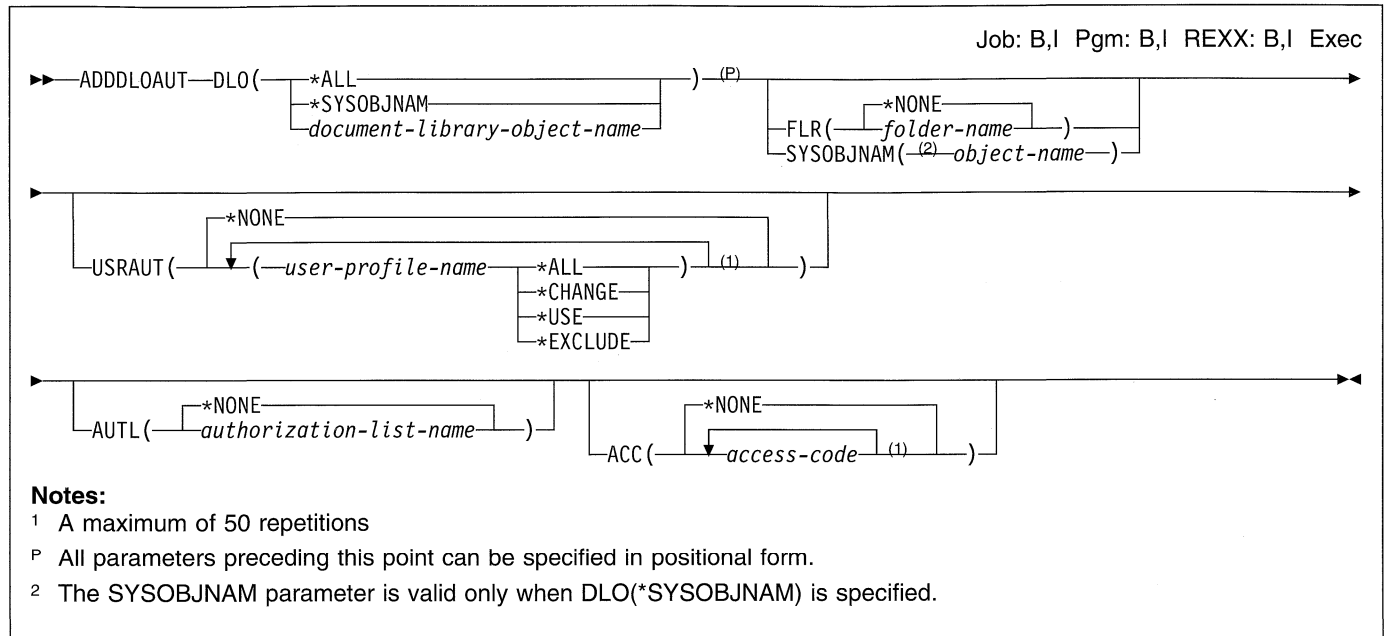 Job: B,I Pgm: B,I REXX: B,I Exec
ADDDLOAUT DLO( *ALL ) (P)
*SYSOBJNAM
document-library-object-name
*NONE
FLR( folder-name )
SYSOBJNAM( (2) object-name )
*NONE
USRAUT( ( user-profile-name *ALL ) (1) )
*CHANGE
*USE
*EXCLUDE
*NONE
AUTL( authorization-list-name )
*NONE
ACC( access-code (1) )
Notes:
1 A maximum of 50 repetitions
P All parameters preceding this point can be specified in positional form.
2 The SYSOBJNAM parameter is valid only when DLO(*SYSOBJNAM) is specified.